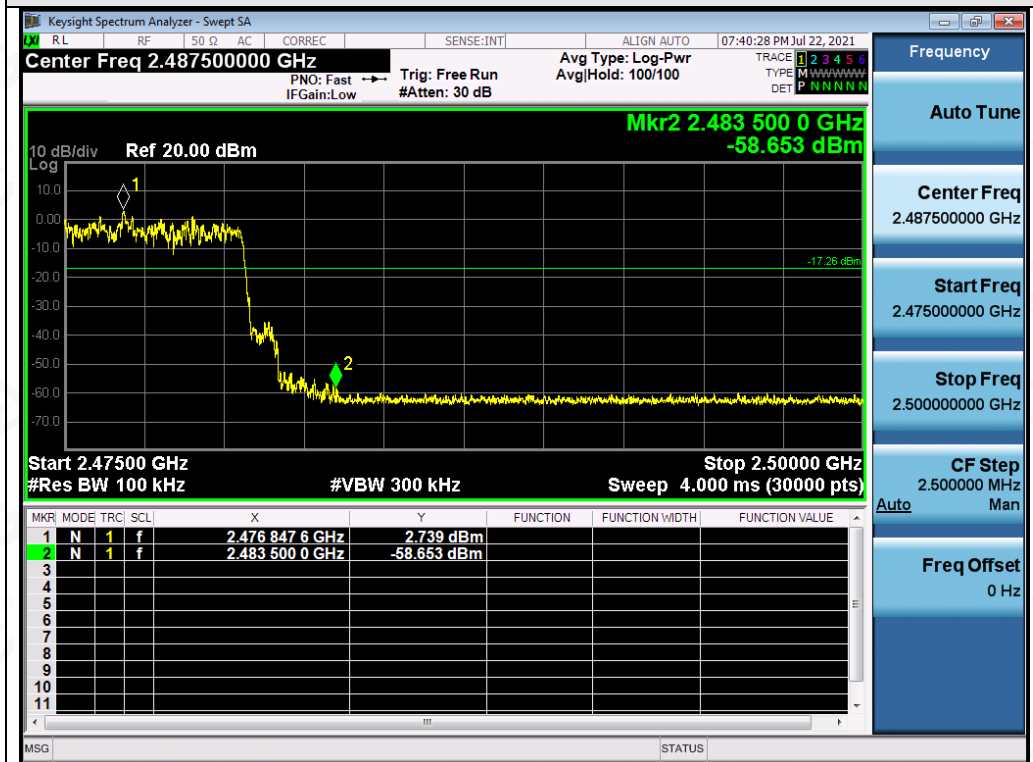 Keysight Spectrum Analyzer - Swept SA
LXI RL RF 50 Ω AC CORREC SENSE:INT ALIGN AUTO 07:40:28 PM Jul 22, 2021
Center Freq 2.487500000 GHz
PNO: Fast
IFGain:Low
Trig: Free Run
#Atten: 30 dB
Avg Type: Log-Pwr
Avg|Hold: 100/100
TRACE 1 2 3 4 5 6
TYPE M WWWWW
DET P N N N N N
Mkr2 2.483 500 0 GHz
-58.653 dBm
10 dB/div Ref 20.00 dBm
Log
10.0
0.00
-10.0
-20.0
-30.0
-40.0
-50.0
-60.0
-70.0
1
-17.26 dBm
2
Start 2.47500 GHz Stop 2.50000 GHz
#Res BW 100 kHz #VBW 300 kHz Sweep 4.000 ms (30000 pts)
MKR MODE TRC SCL X Y FUNCTION FUNCTION WIDTH FUNCTION VALUE
1 N 1 f 2.476 847 6 GHz 2.739 dBm
2 N 1 f 2.483 500 0 GHz -58.653 dBm
3
4
5
6
7
8
9
10
11
MSG STATUS
Frequency
Auto Tune
Center Freq
2.487500000 GHz
Start Freq
2.475000000 GHz
Stop Freq
2.500000000 GHz
CF Step
2.500000 MHz
Auto Man
Freq Offset
0 Hz